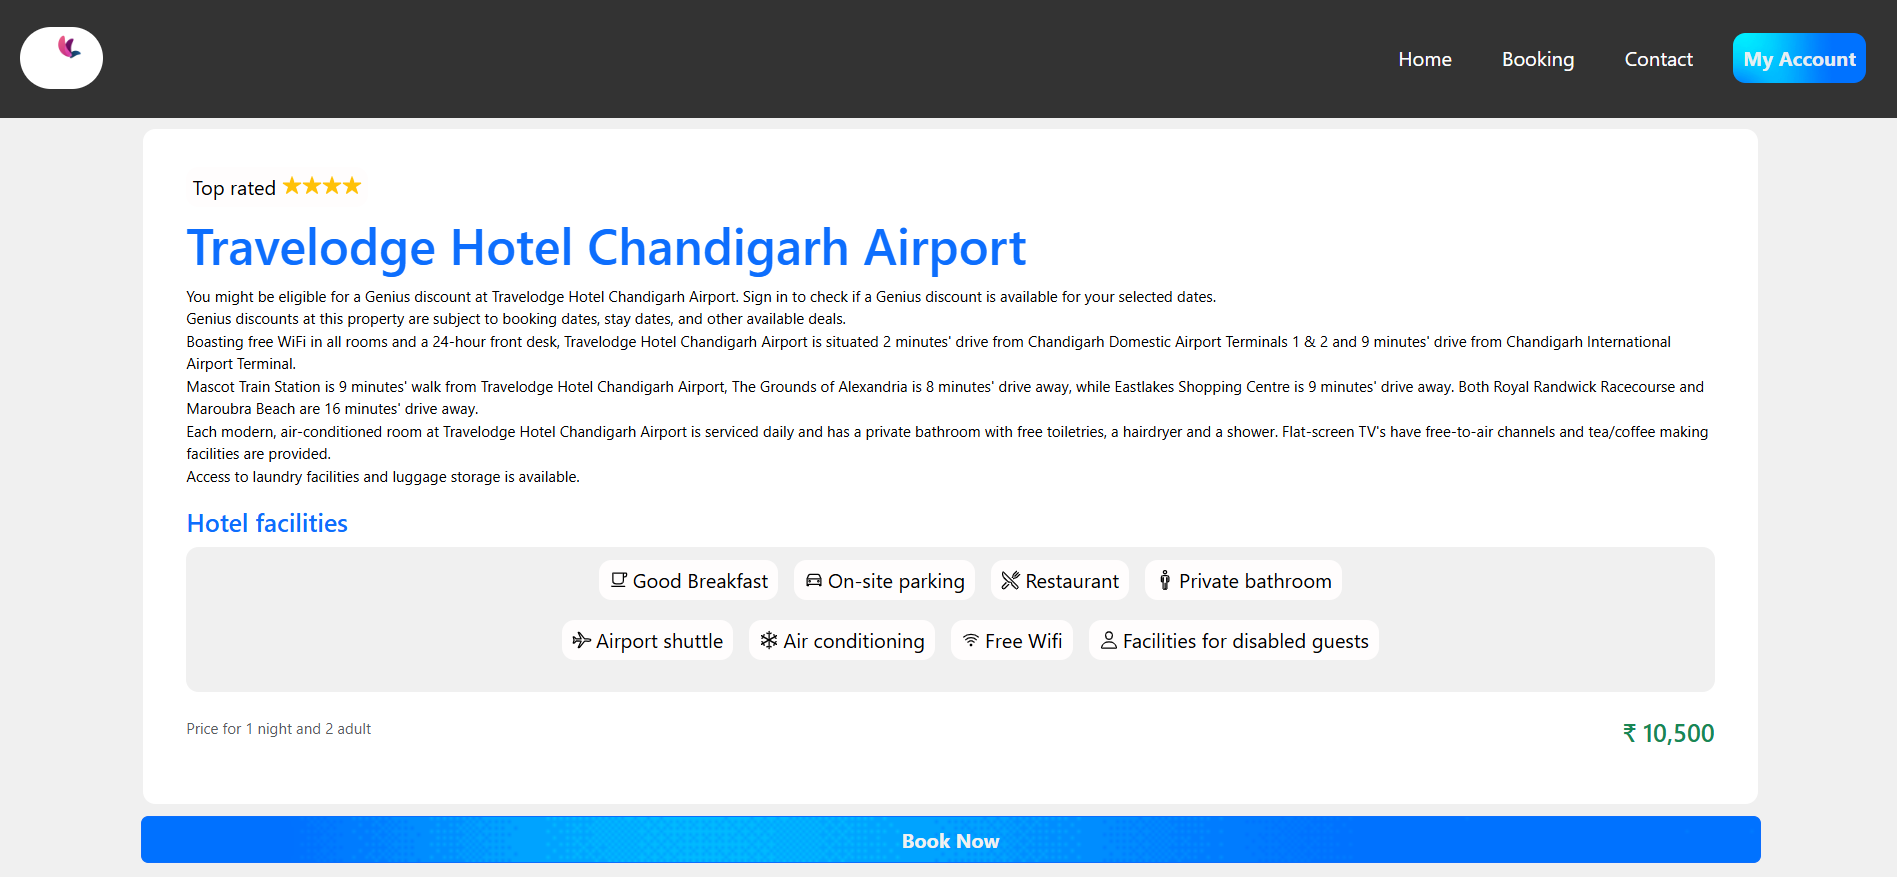 Home Booking Contact My Account
Top rated
Travelodge Hotel Chandigarh Airport
You might be eligible for a Genius discount at Travelodge Hotel Chandigarh Airport. Sign in to check if a Genius discount is available for your selected dates.
Genius discounts at this property are subject to booking dates, stay dates, and other available deals.
Boasting free WiFi in all rooms and a 24-hour front desk, Travelodge Hotel Chandigarh Airport is situated 2 minutes' drive from Chandigarh Domestic Airport Terminals 1 & 2 and 9 minutes' drive from Chandigarh International
Airport Terminal.
Mascot Train Station is 9 minutes' walk from Travelodge Hotel Chandigarh Airport, The Grounds of Alexandria is 8 minutes' drive away, while Eastlakes Shopping Centre is 9 minutes' drive away. Both Royal Randwick Racecourse and
Maroubra Beach are 16 minutes' drive away.
Each modern, air-conditioned room at Travelodge Hotel Chandigarh Airport is serviced daily and has a private bathroom with free toiletries, a hairdryer and a shower. Flat-screen TV's have free-to-air channels and tea/coffee making
facilities are provided.
Access to laundry facilities and luggage storage is available.
Hotel facilities
Good Breakfast On-site parking Restaurant Private bathroom
Airport shuttle Air conditioning Free Wifi Facilities for disabled guests
Price for 1 night and 2 adult ₹ 10,500
Book Now